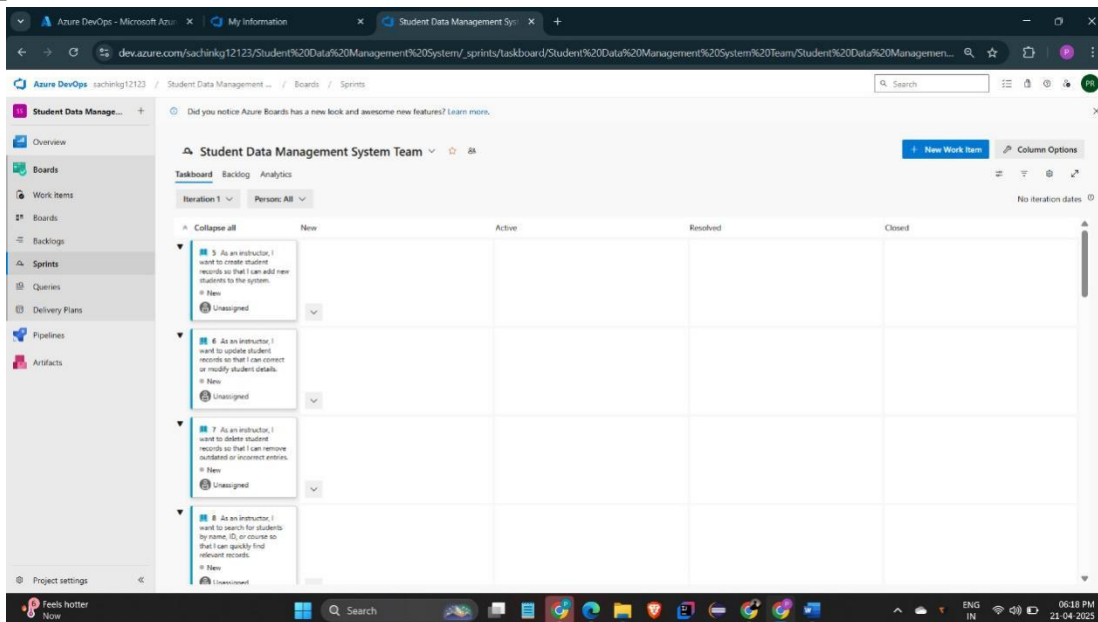 Azure DevOps - Microsoft Azur
My Information
Student Data Management Sys
dev.azure.com/sachinkg12123/Student%20Data%20Management%20System/_sprints/taskboard/Student%20Data%20Management%20System%20Team/Student%20Data%20Managemen...
Azure DevOps sachinkg12123 / Student Data Management ... / Boards / Sprints
Search
PR
Student Data Manage... +
Did you notice Azure Boards has a new look and awesome new features? Learn more.
Overview
Boards
Work items
Boards
Backlogs
Sprints
Queries
Delivery Plans
Pipelines
Artifacts
Project settings
Student Data Management System Team
+ New Work Item
Column Options
Taskboard Backlog Analytics
Iteration 1
Person: All
No iteration dates
Collapse all New Active Resolved Closed
5 As an instructor, I
want to create student
records so that I can add new
students to the system.
New
Unassigned
6 As an instructor, I
want to update student
records so that I can correct
or modify student details.
New
Unassigned
7 As an instructor, I
want to delete student
records so that I can remove
outdated or incorrect entries.
New
Unassigned
8 As an instructor, I
want to search for students
by name, ID, or course so
that I can quickly find
relevant records.
New
Unassigned
Feels hotter
Now
Search
ENG
IN
06:18 PM
21-04-2025